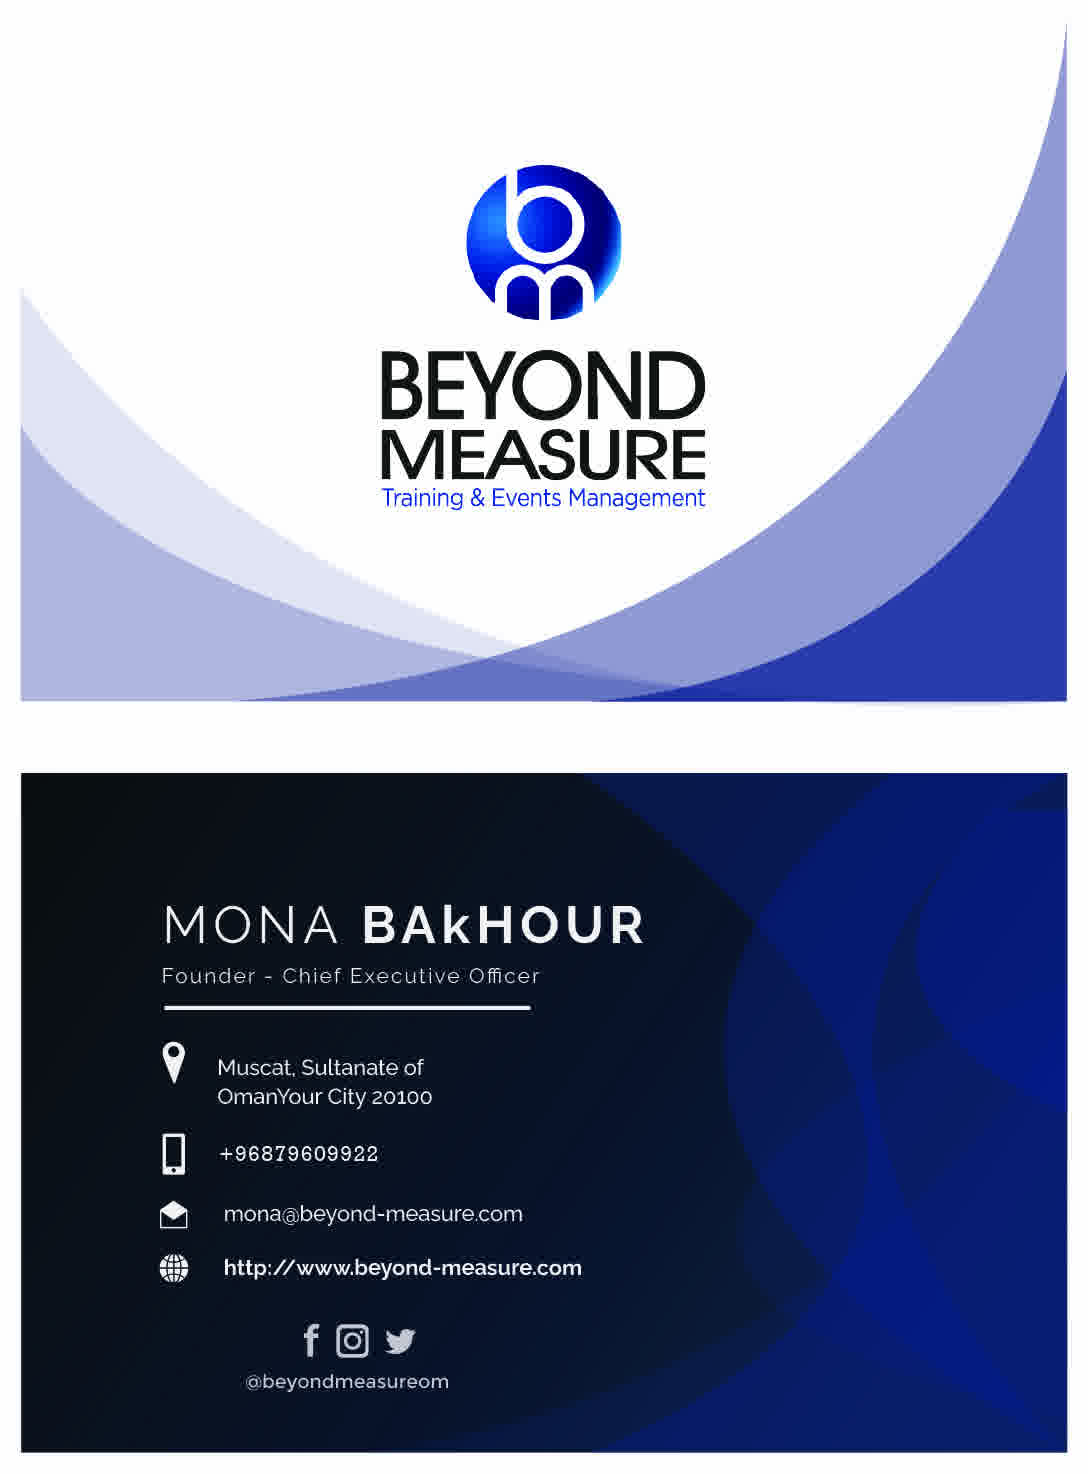 bm
BEYOND
MEASURE
Training & Events Management
MONA BAkHOUR
Founder - Chief Executive Officer
Muscat, Sultanate of
OmanYour City 20100
+96879609922
mona@beyond-measure.com
http://www.beyond-measure.com
@beyondmeasureom